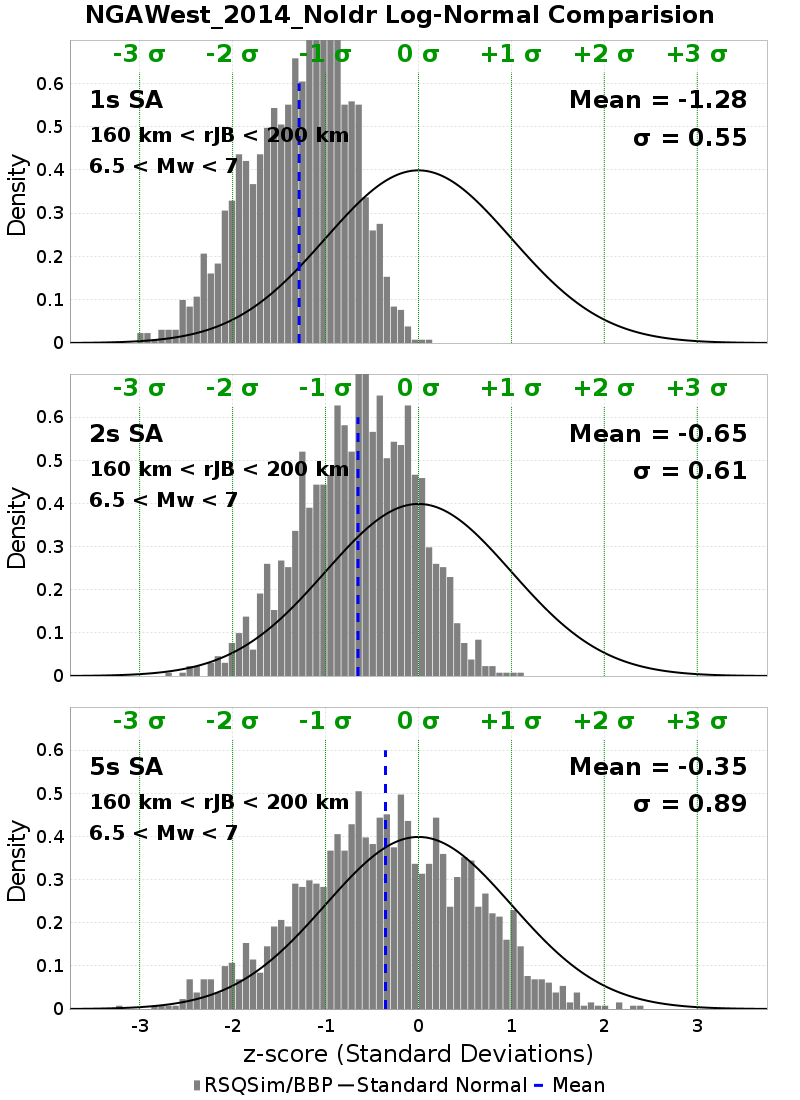 NGAWest_2014_NoIdr Log-Normal Comparision
-3 σ -2 σ -1 σ 0 σ +1 σ +2 σ +3 σ
0.6
1s SA Mean = -1.28
0.5
160 km < rJB < 200 km σ = 0.55
6.5 < Mw < 7
0.4
Density
0.3
0.2
0.1
0
-3 σ -2 σ -1 σ 0 σ +1 σ +2 σ +3 σ
0.6
2s SA Mean = -0.65
0.5
160 km < rJB < 200 km σ = 0.61
6.5 < Mw < 7
0.4
Density
0.3
0.2
0.1
0
-3 σ -2 σ -1 σ 0 σ +1 σ +2 σ +3 σ
0.6
5s SA Mean = -0.35
0.5
160 km < rJB < 200 km σ = 0.89
6.5 < Mw < 7
0.4
Density
0.3
0.2
0.1
0
-3 -2 -1 0 1 2 3
z-score (Standard Deviations)
RSQSim/BBP Standard Normal Mean